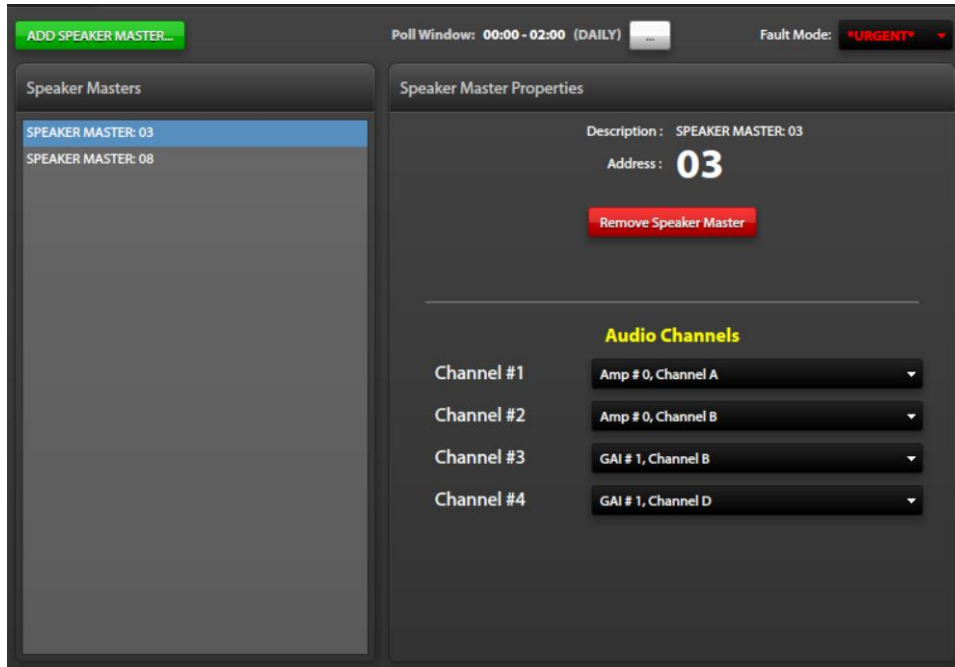 ADD SPEAKER MASTER...
Poll Window: 00:00 - 02:00 (DAILY) ...
Fault Mode: *URGENT*
Speaker Masters
SPEAKER MASTER: 03
SPEAKER MASTER: 08
Speaker Master Properties
Description : SPEAKER MASTER: 03
Address : 03
Remove Speaker Master
Audio Channels
Channel #1 Amp # 0, Channel A
Channel #2 Amp # 0, Channel B
Channel #3 GAI # 1, Channel B
Channel #4 GAI # 1, Channel D